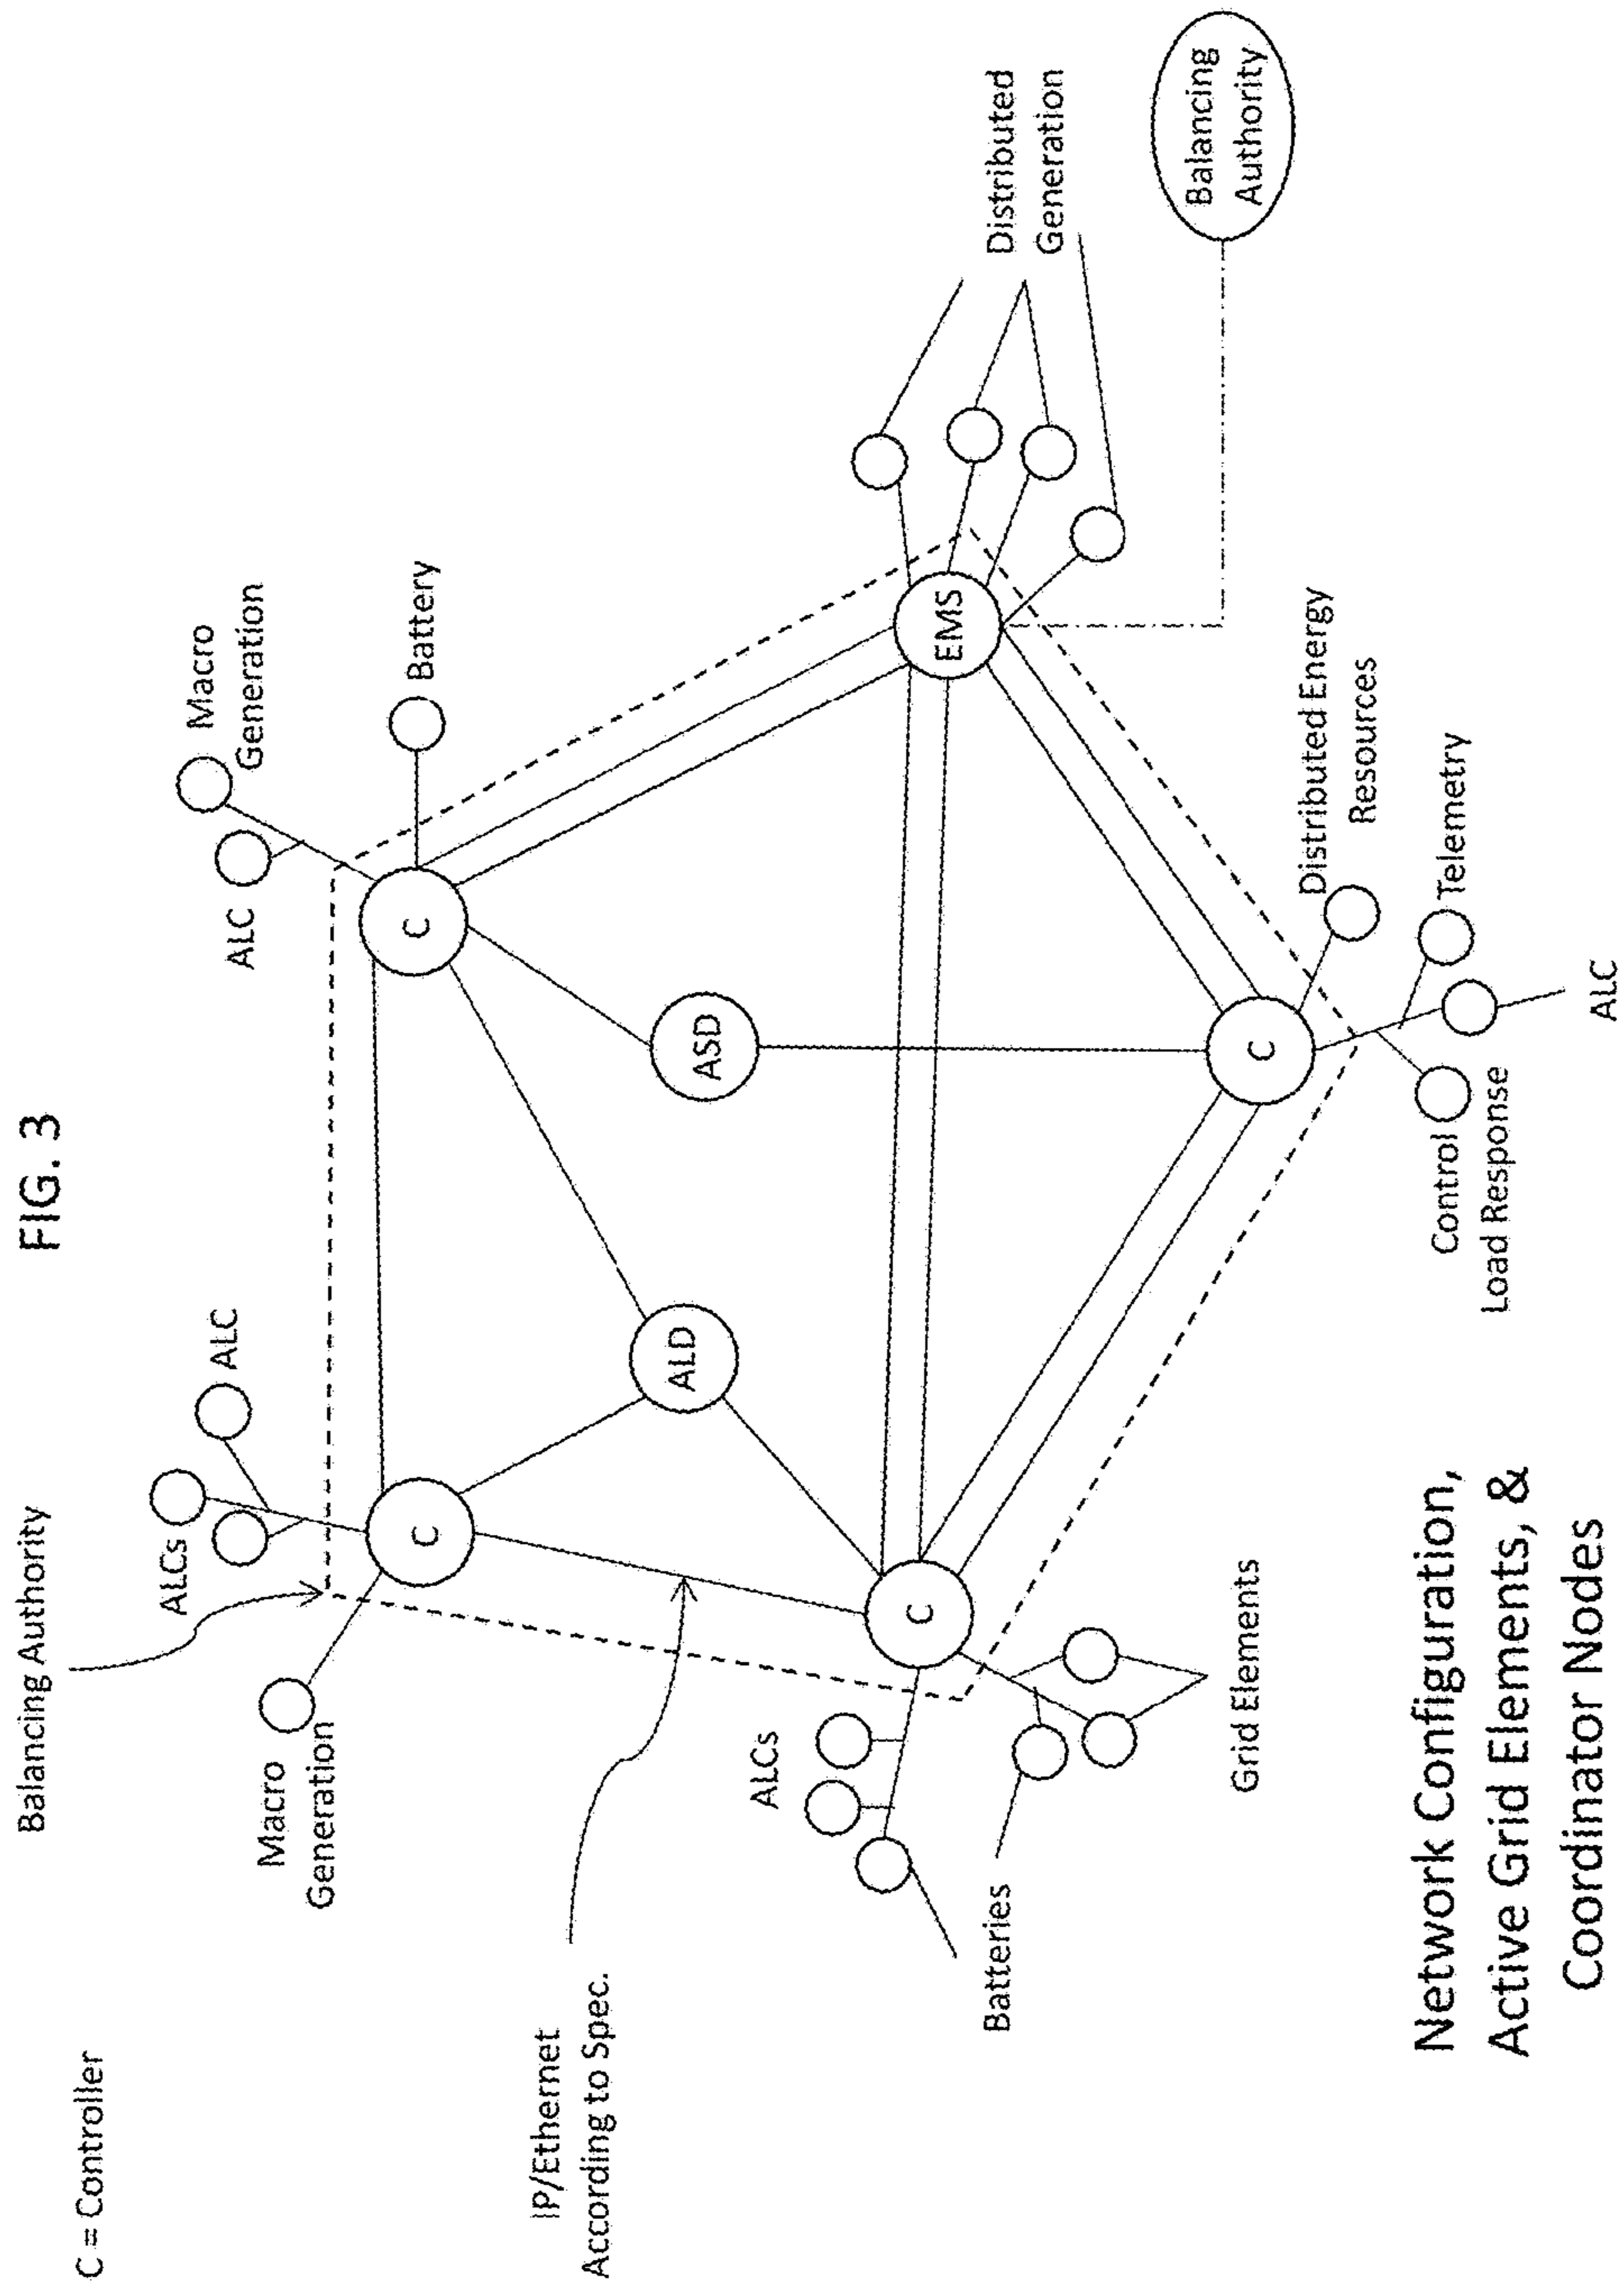 FIG. 3
C = Controller
Balancing Authority
Macro
Generation
ALCs
ALC
ALC
Macro
Generation
Battery
C
C
IP/Ethernet
According to Spec.
ALD
ASD
ALCs
Batteries
C
EMS
Distributed
Generation
Balancing
Authority
Grid Elements
C
Distributed Energy
Resources
Control
Load Response
Telemetry
ALC
Network Configuration,
Active Grid Elements, &
Coordinator Nodes